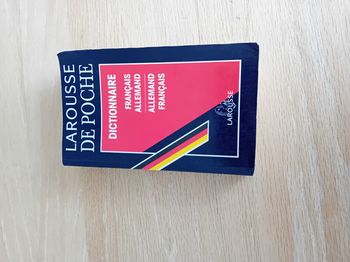 LAROUSSE
DE POCHE
DICTIONNAIRE
FRANÇAIS
ALLEMAND
ALLEMAND
FRANÇAIS
LAROUSSE